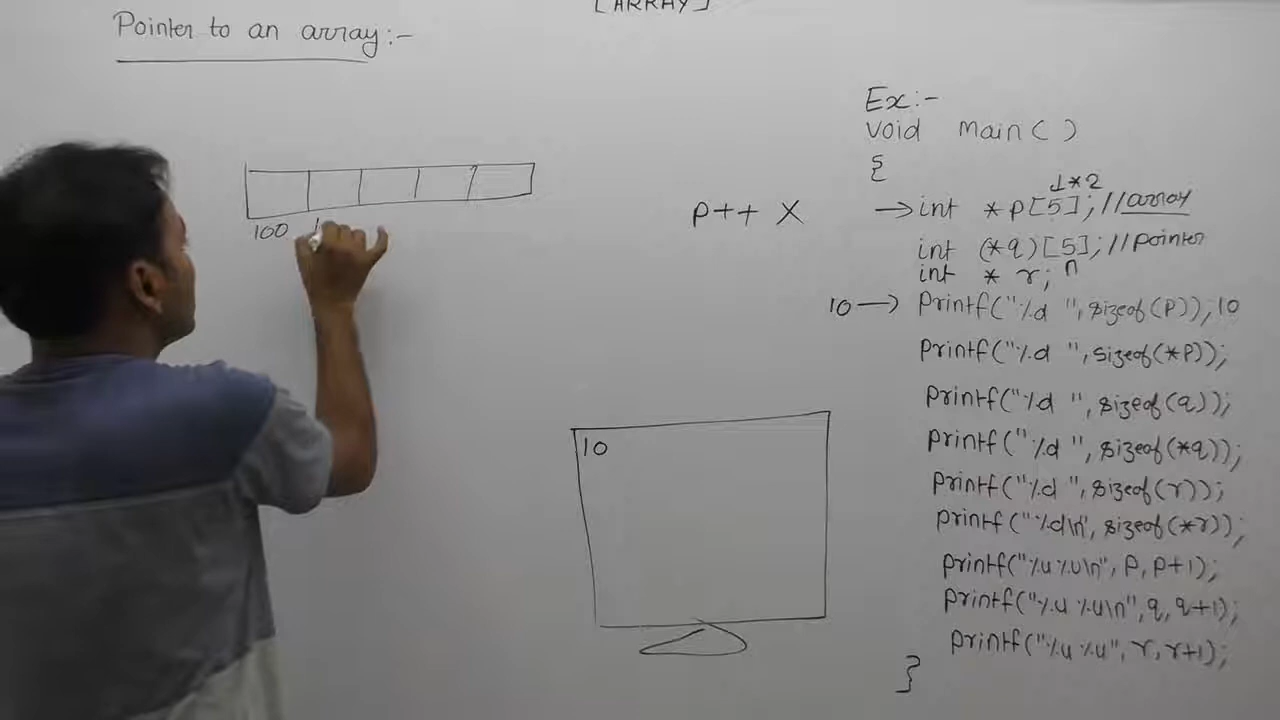 [ARRAY]
Pointer to an array:-
100
p++ X
10
Ex:-
void main()
{
1*2
→int *p[5]; //array
int (*q)[5]; //pointer
int *r; n
10→ Printf("%d ", sizeof(p)); 10
Printf("%d ", sizeof(*p));
Printf("%d ", sizeof(q));
Printf("%d ", sizeof(*q));
Printf("%d ", sizeof(r));
Printf("%d\n", sizeof(*r));
Printf("%u %u\n", p, p+1);
Printf("%u %u\n", q, q+1);
Printf("%u %u", r, r+1);
}